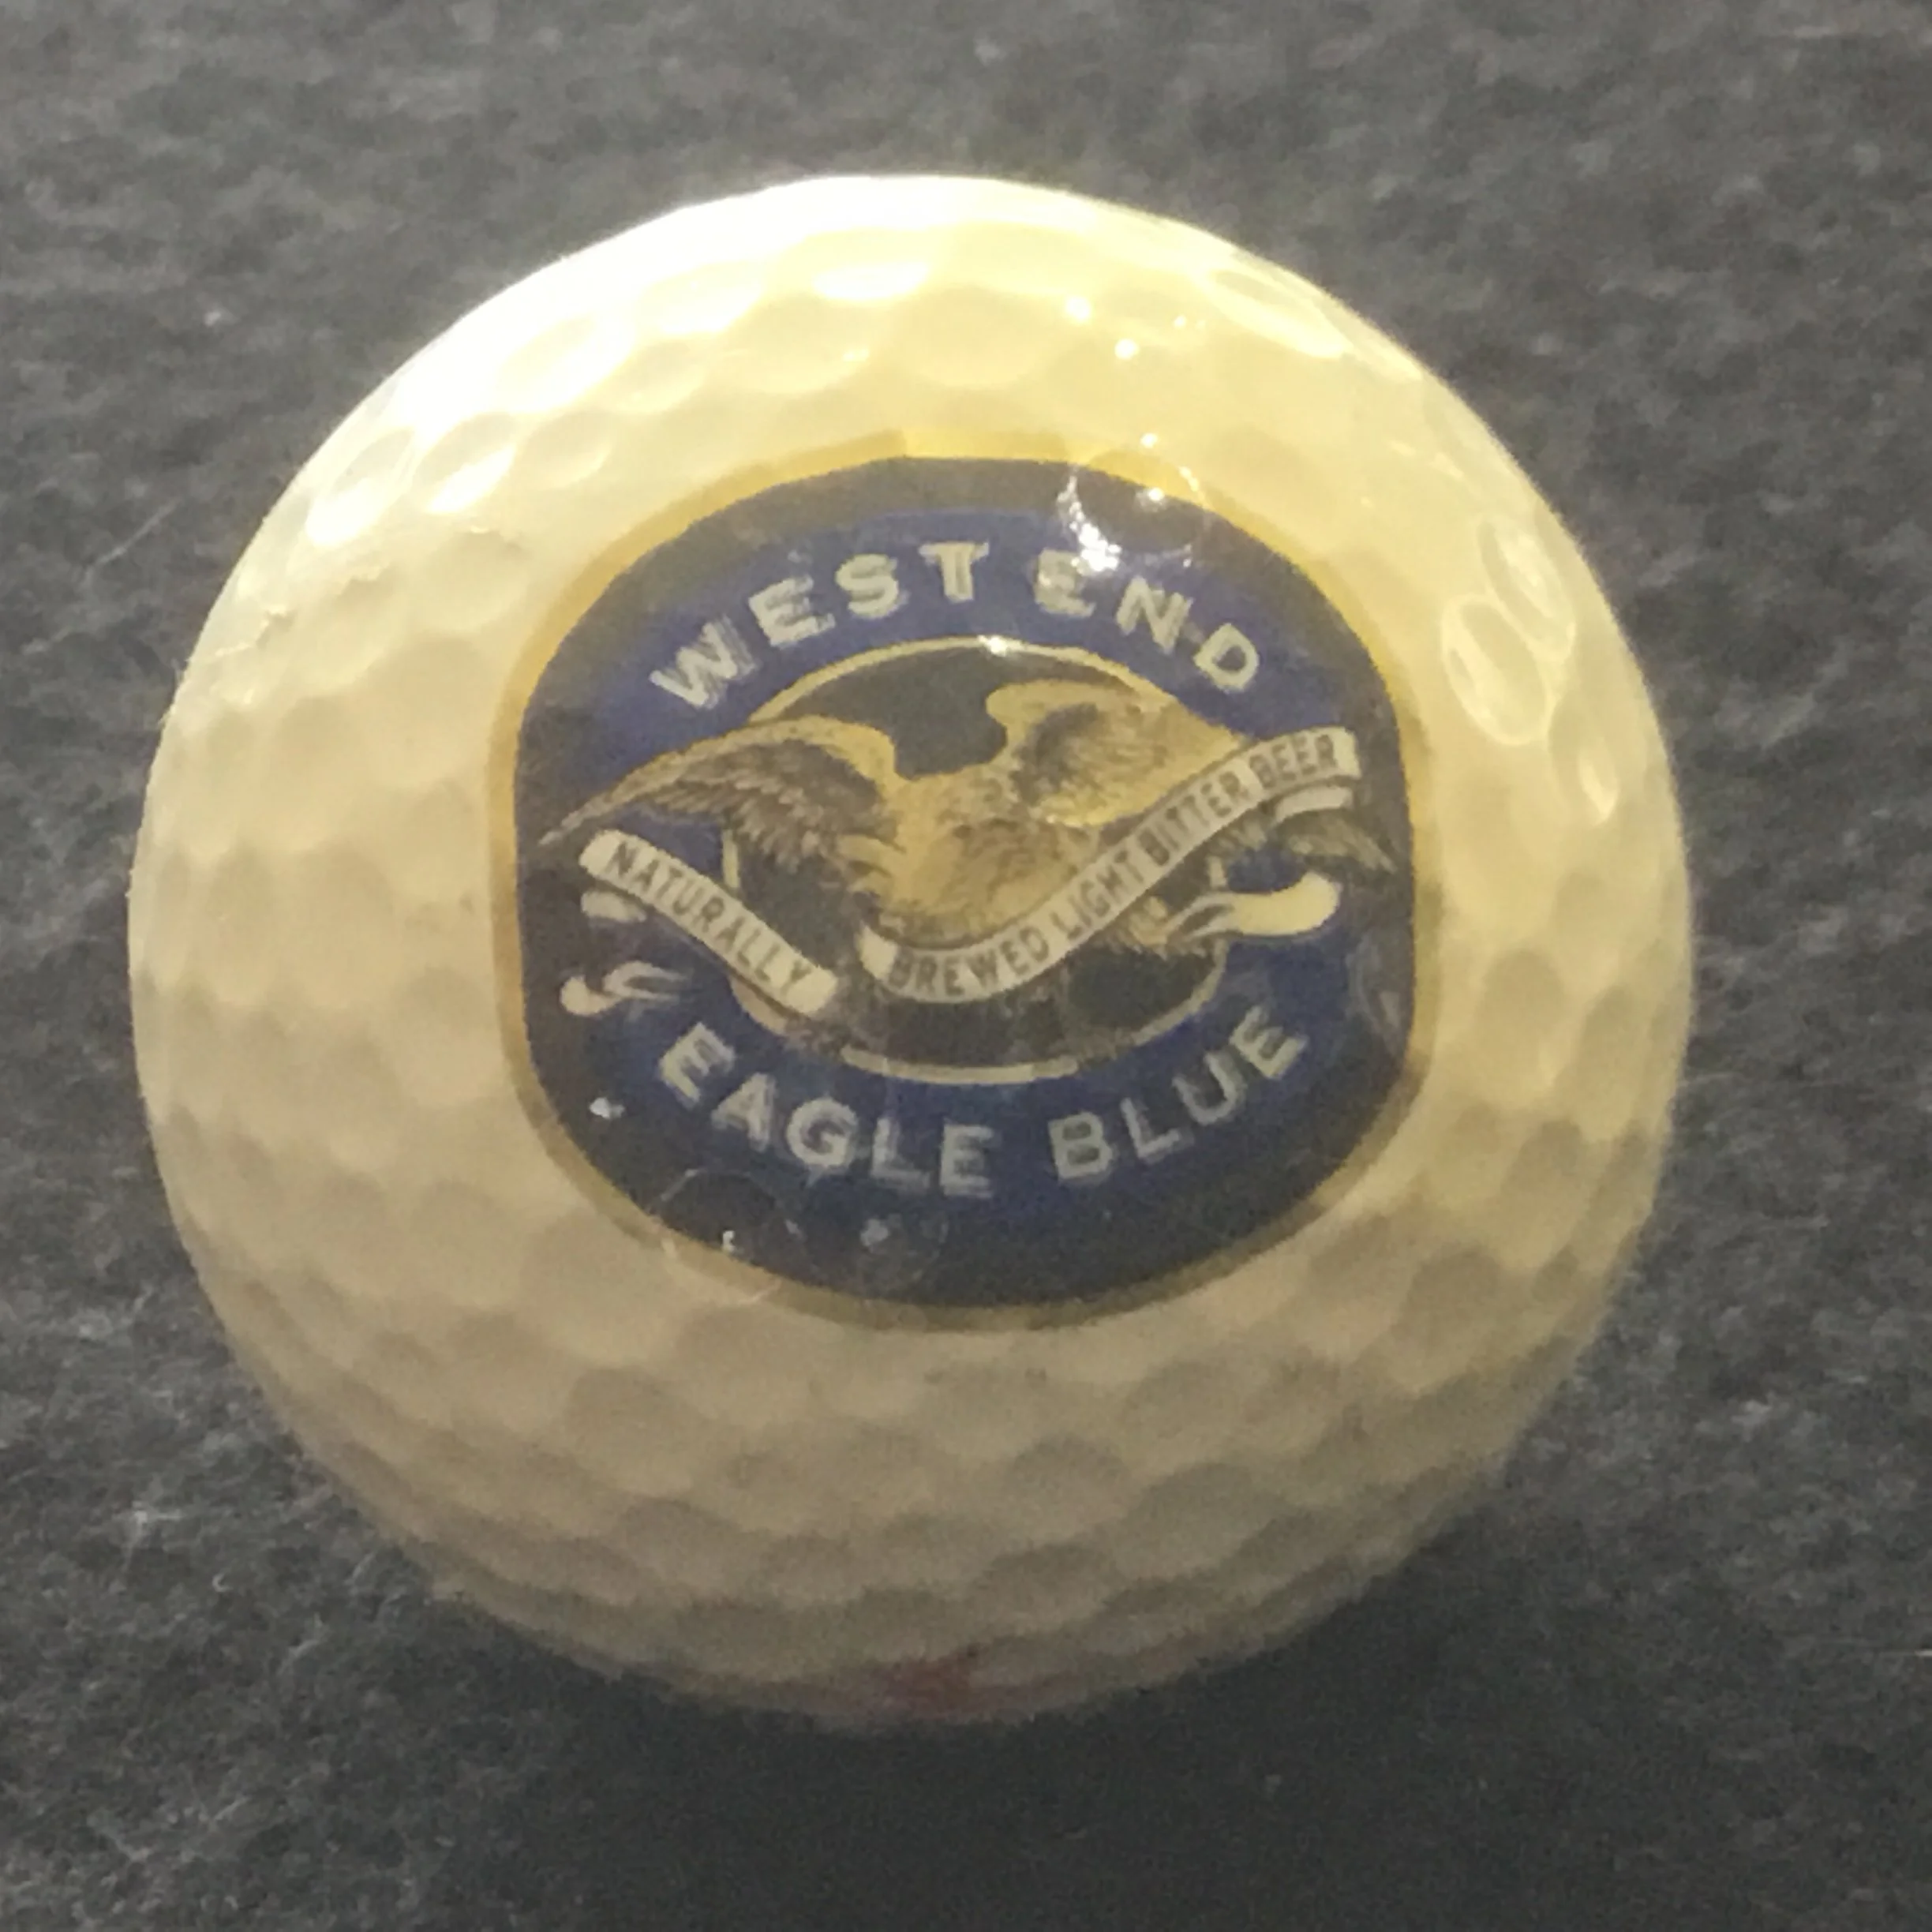 WEST END
NATURALLY BREWED LIGHT BITTER BEER
EAGLE BLUE